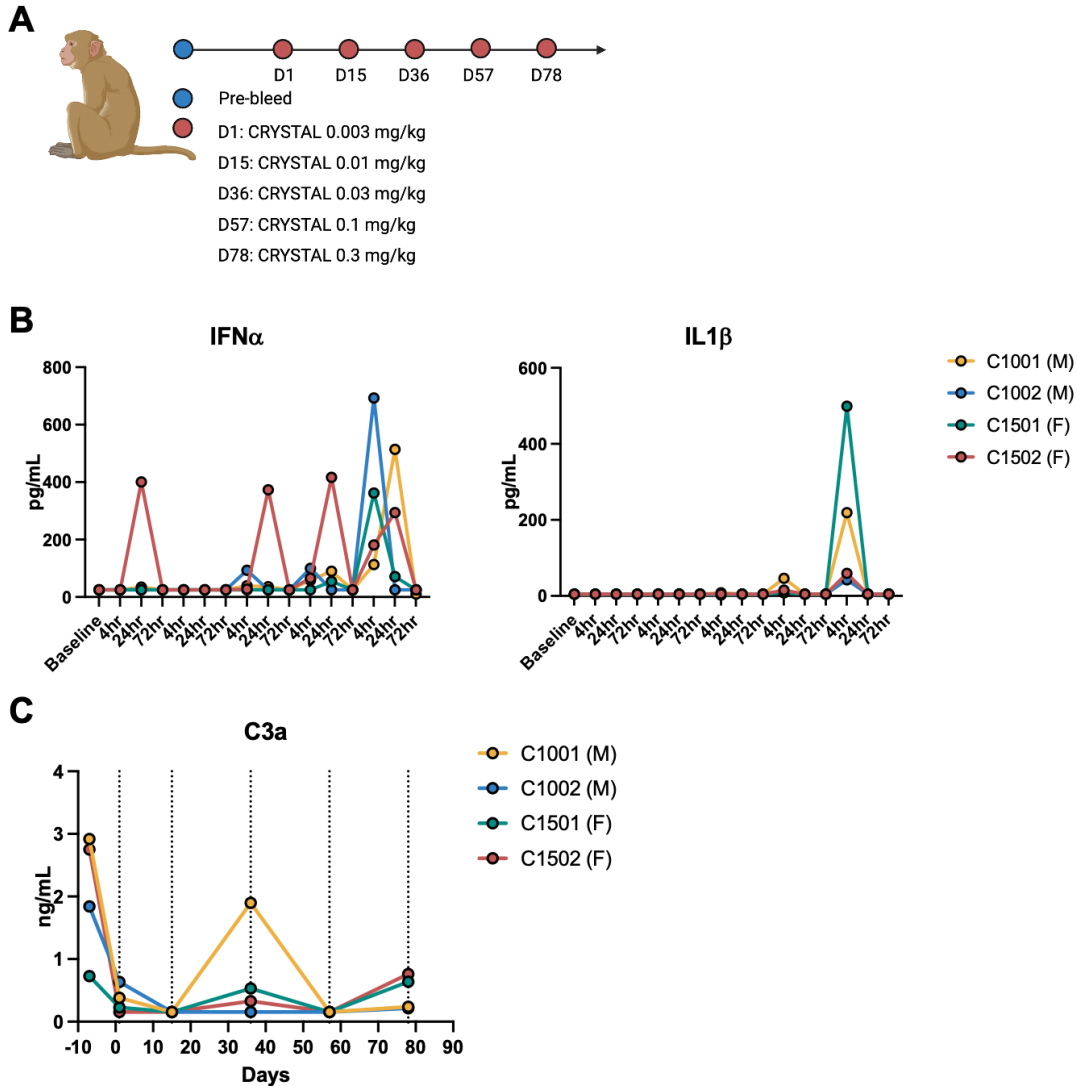 A
D1 D15 D36 D57 D78
Pre-bleed
D1: CRYSTAL 0.003 mg/kg
D15: CRYSTAL 0.01 mg/kg
D36: CRYSTAL 0.03 mg/kg
D57: CRYSTAL 0.1 mg/kg
D78: CRYSTAL 0.3 mg/kg
B
IFNα
800
600
400
200
0
pg/mL
Baseline 4hr 24hr 72hr 4hr 24hr 72hr 4hr 24hr 72hr 4hr 24hr 72hr 4hr 24hr 72hr
IL1β
600
400
200
0
pg/mL
Baseline 4hr 24hr 72hr 4hr 24hr 72hr 4hr 24hr 72hr 4hr 24hr 72hr 4hr 24hr 72hr
C1001 (M)
C1002 (M)
C1501 (F)
C1502 (F)
C
C3a
4
3
2
1
0
ng/mL
-10 0 10 20 30 40 50 60 70 80 90
Days
C1001 (M)
C1002 (M)
C1501 (F)
C1502 (F)